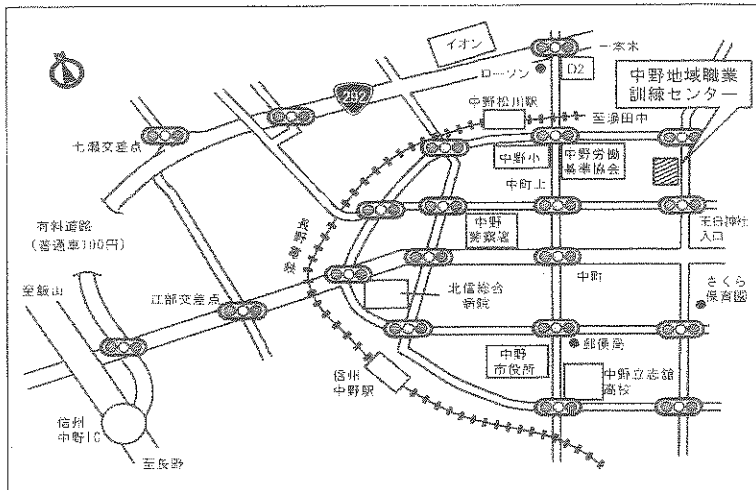 イオン
一本木
ローソン
D2
中野地域職業
訓練センター
292
中野松川駅
至湯田中
七瀬交差点
中野小
中野労働
基準協会
中町上
有料道路
(普通車100円)
長野電鉄
中野
警察署
王日神社
入口
至飯山
江部交差点
北信総合
病院
中町
さくら
保育園
郵便局
信州
中野駅
中野
市役所
中野立志館
高校
信州
中野IC
至長野